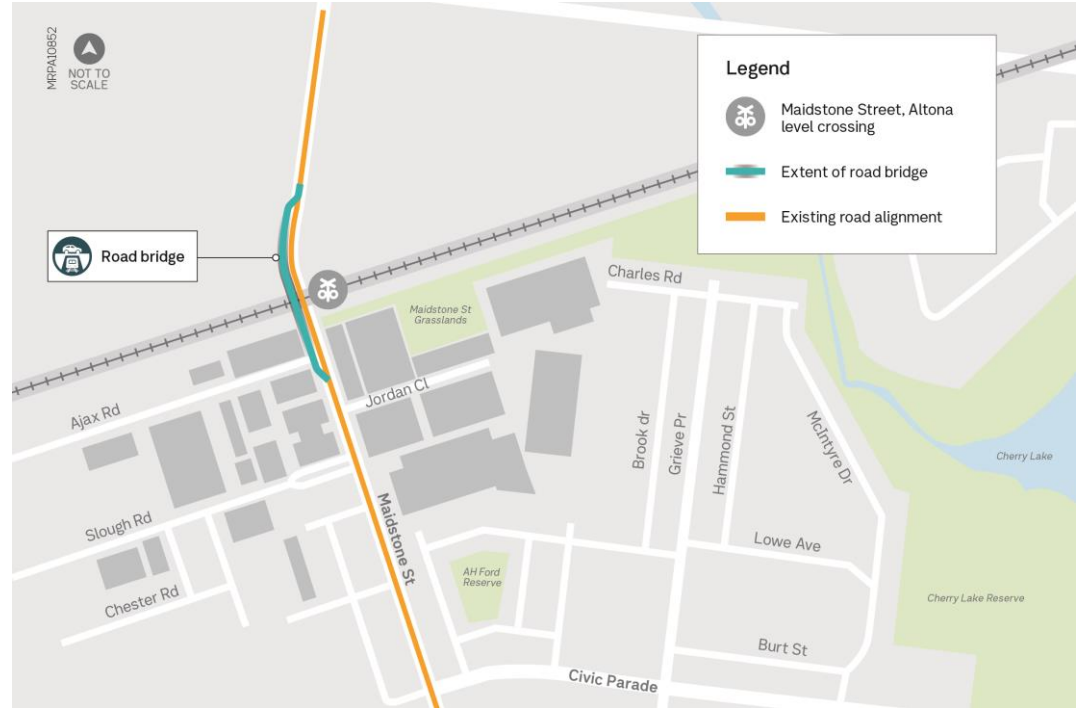 MRPA10852
NOT TO
SCALE
Legend
Maidstone Street, Altona
level crossing
Extent of road bridge
Existing road alignment
Road bridge
Maidstone St
Grasslands
Charles Rd
Jordan Cl
Ajax Rd
Brook dr
Grieve Pr
Hammond St
McIntyre Dr
Cherry Lake
Slough Rd
Maidstone St
Lowe Ave
AH Ford
Reserve
Chester Rd
Cherry Lake Reserve
Burt St
Civic Parade